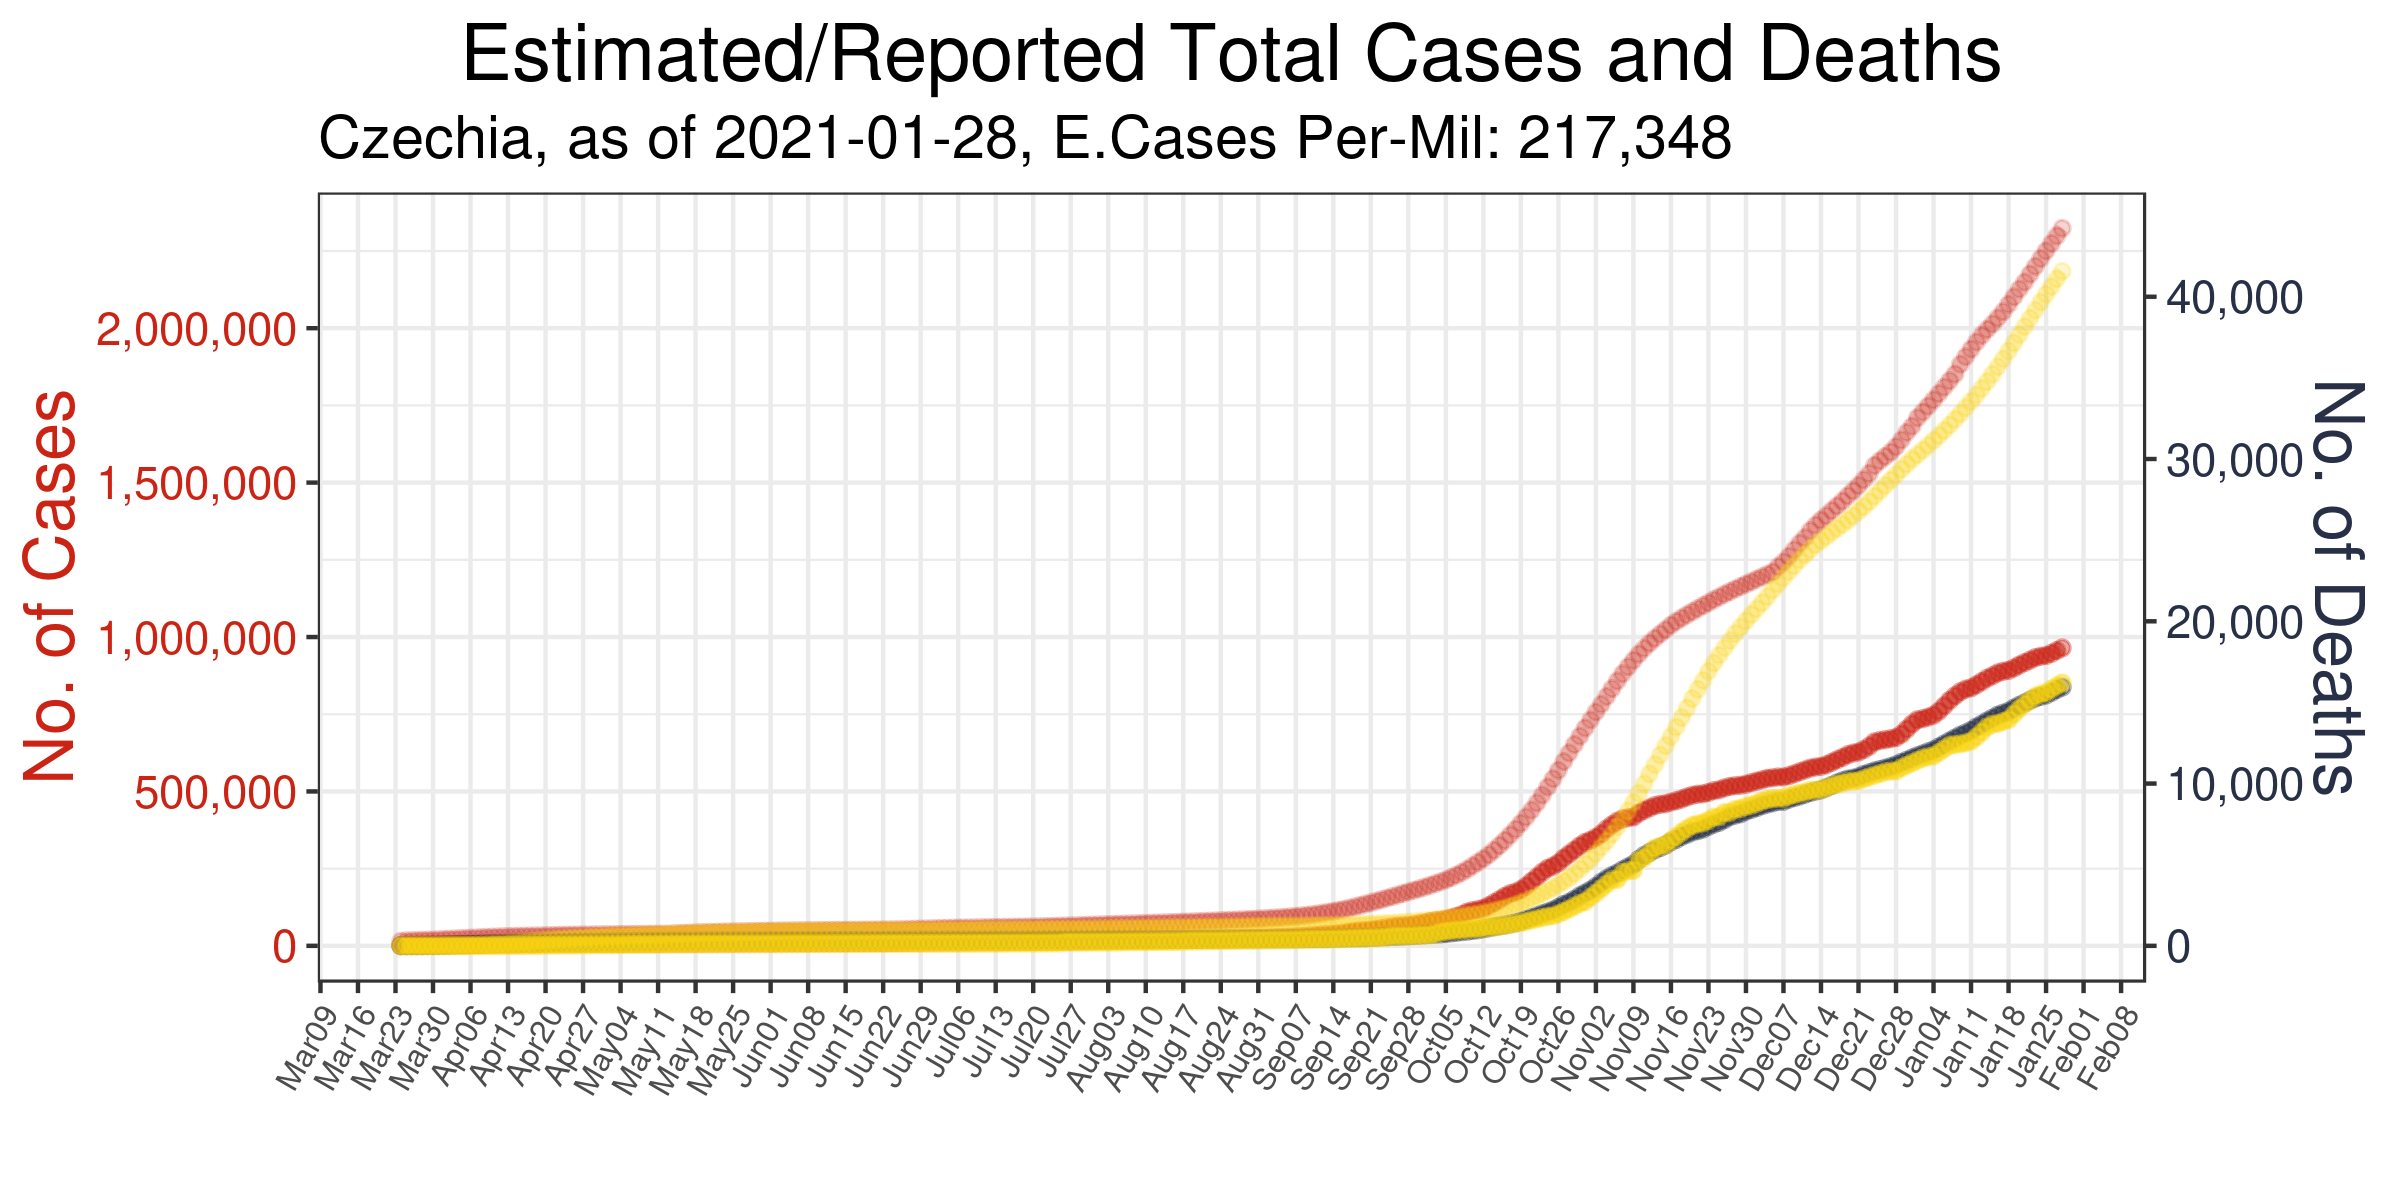 Estimated/Reported Total Cases and Deaths
Czechia, as of 2021-01-28, E.Cases Per-Mil: 217,348
No. of Cases
2,000,000
1,500,000
1,000,000
500,000
0
40,000
30,000
20,000
10,000
0
No. of Deaths
Mar09
Mar16
Mar23
Mar30
Apr06
Apr13
Apr20
Apr27
May04
May11
May18
May25
Jun01
Jun08
Jun15
Jun22
Jun29
Jul06
Jul13
Jul20
Jul27
Aug03
Aug10
Aug17
Aug24
Aug31
Sep07
Sep14
Sep21
Sep28
Oct05
Oct12
Oct19
Oct26
Nov02
Nov09
Nov16
Nov23
Nov30
Dec07
Dec14
Dec21
Dec28
Jan04
Jan11
Jan18
Jan25
Feb01
Feb08